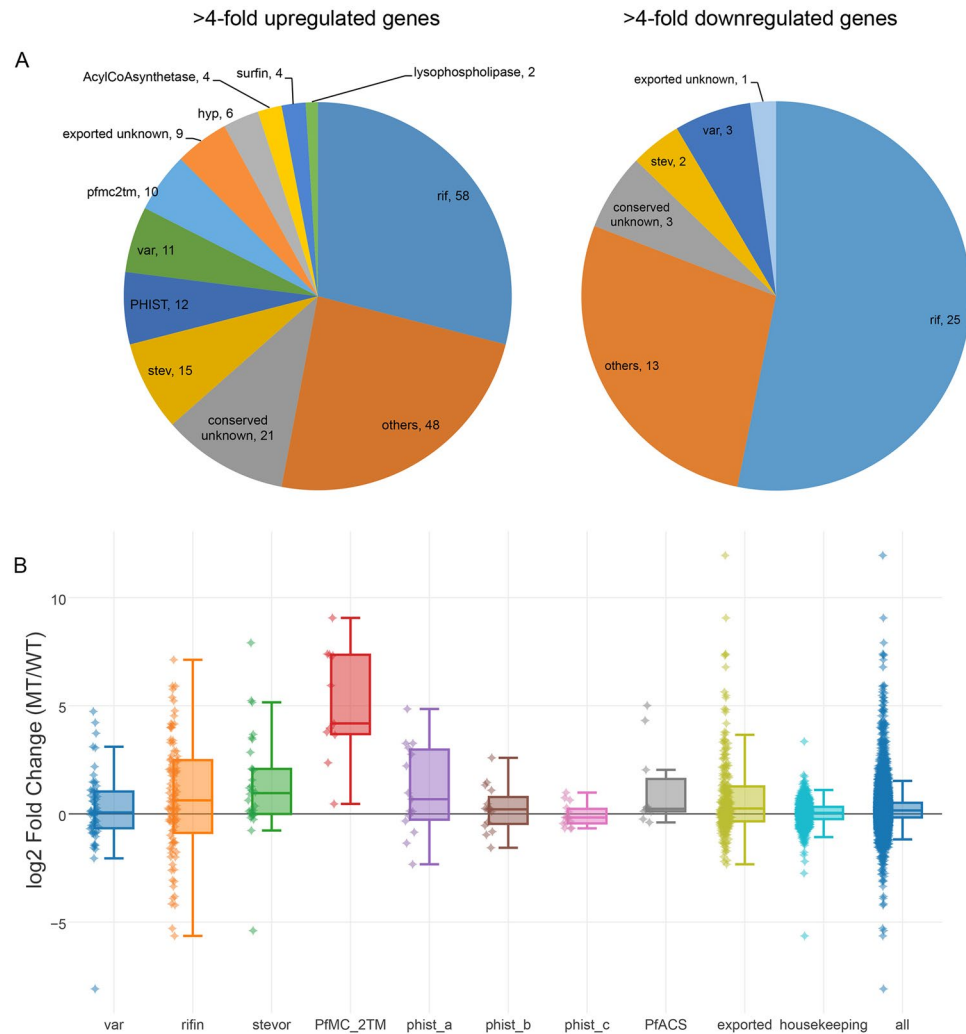 >4-fold upregulated genes
>4-fold downregulated genes
A
AcylCoAsynthetase, 4
surfin, 4
lysophospholipase, 2
hyp, 6
exported unknown, 9
pfmc2tm, 10
var, 11
PHIST, 12
stev, 15
conserved
unknown, 21
others, 48
rif, 58
exported unknown, 1
var, 3
stev, 2
conserved
unknown, 3
others, 13
rif, 25
B
log2 Fold Change (MT/WT)
10
5
0
−5
var
rifin
stevor
PfMC_2TM
phist_a
phist_b
phist_c
PfACS
exported
housekeeping
all